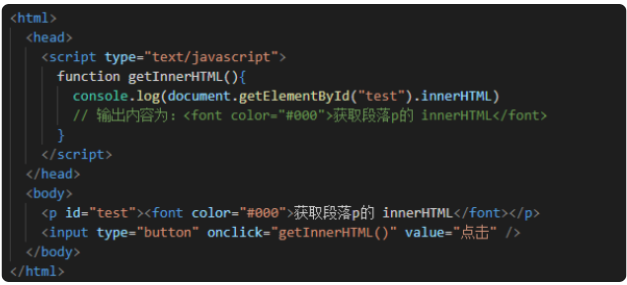 <html>
<head>
<script type="text/javascript">
function getInnerHTML(){
console.log(document.getElementById("test").innerHTML)
// 输出内容为：<font color="#000">获取段落p的 innerHTML</font>
}
</script>
</head>
<body>
<p id="test"><font color="#000">获取段落p的 innerHTML</font></p>
<input type="button" onclick="getInnerHTML()" value="点击" />
</body>
</html>